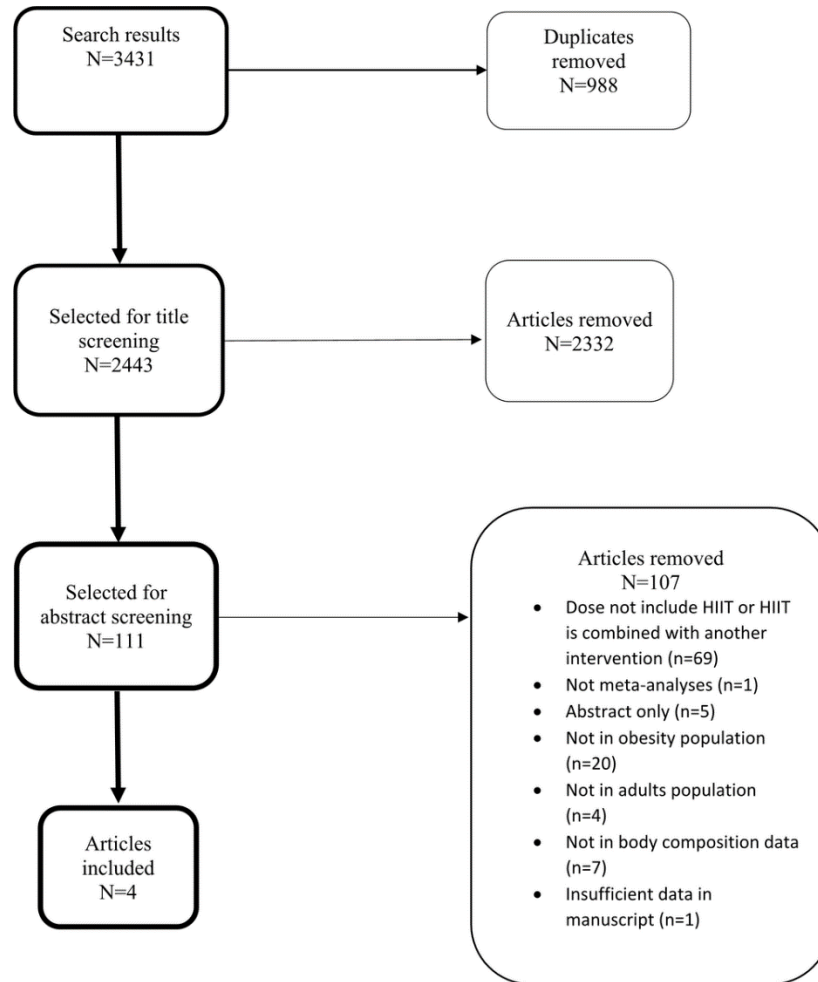 Search results
N=3431
Duplicates
removed
N=988
Selected for title
screening
N=2443
Articles removed
N=2332
Selected for
abstract screening
N=111
Articles removed
N=107
• Dose not include HIIT or HIIT
is combined with another
intervention (n=69)
• Not meta-analyses (n=1)
• Abstract only (n=5)
• Not in obesity population
(n=20)
• Not in adults population
(n=4)
• Not in body composition data
(n=7)
• Insufficient data in
manuscript (n=1)
Articles
included
N=4